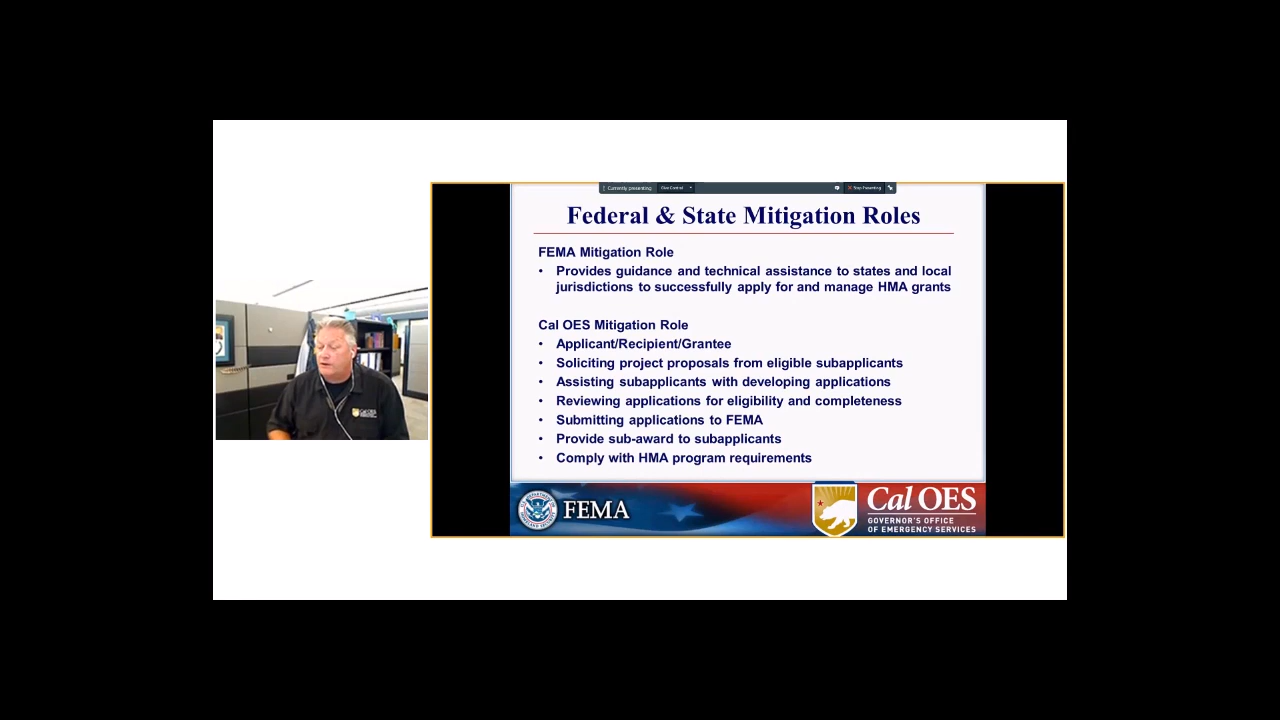 Currently presenting
Give Control
Stop Presenting
Federal & State Mitigation Roles
FEMA Mitigation Role
• Provides guidance and technical assistance to states and local
jurisdictions to successfully apply for and manage HMA grants
Cal OES Mitigation Role
• Applicant/Recipient/Grantee
• Soliciting project proposals from eligible subapplicants
• Assisting subapplicants with developing applications
• Reviewing applications for eligibility and completeness
• Submitting applications to FEMA
• Provide sub-award to subapplicants
• Comply with HMA program requirements
Cal OES
FEMA
Cal OES
GOVERNOR'S OFFICE
OF EMERGENCY SERVICES